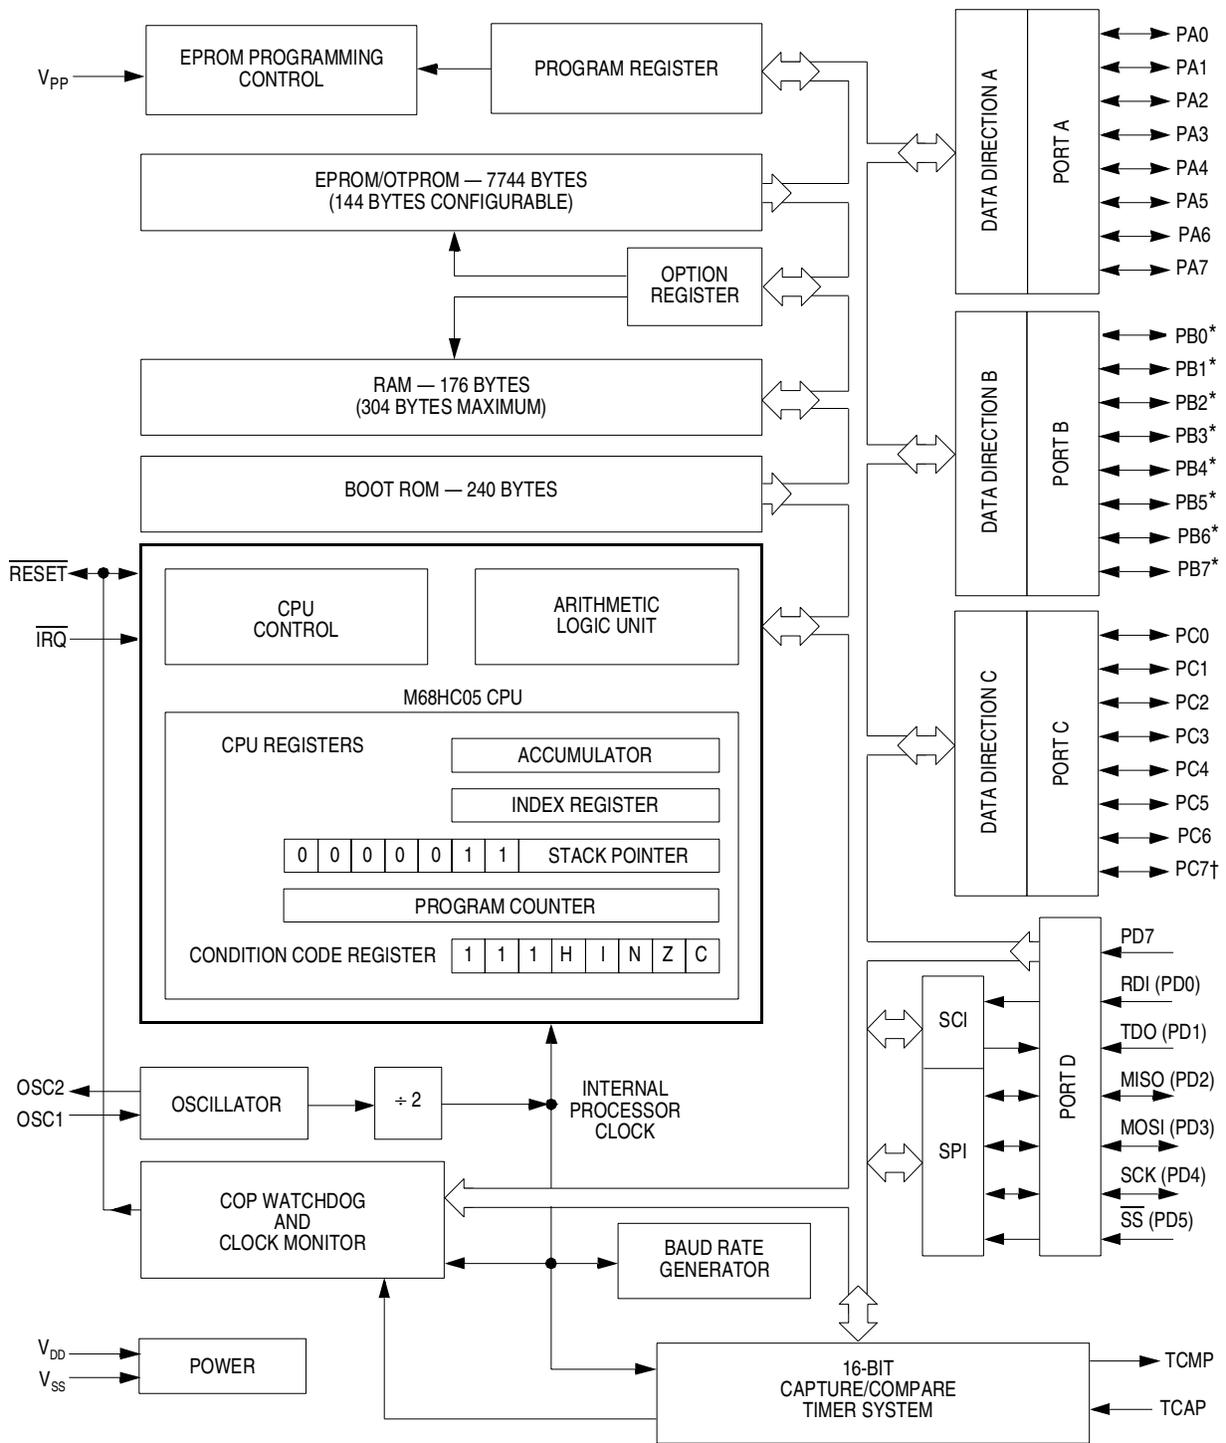 V_PP
EPROM PROGRAMMING
CONTROL
PROGRAM REGISTER
EPROM/OTPROM — 7744 BYTES
(144 BYTES CONFIGURABLE)
OPTION
REGISTER
RAM — 176 BYTES
(304 BYTES MAXIMUM)
BOOT ROM — 240 BYTES
RESET
IRQ
CPU
CONTROL
ARITHMETIC
LOGIC UNIT
M68HC05 CPU
CPU REGISTERS
ACCUMULATOR
INDEX REGISTER
0 0 0 0 0 1 1 STACK POINTER
PROGRAM COUNTER
CONDITION CODE REGISTER 1 1 1 H I N Z C
OSC2
OSC1
OSCILLATOR
÷ 2
INTERNAL
PROCESSOR
CLOCK
COP WATCHDOG
AND
CLOCK MONITOR
BAUD RATE
GENERATOR
V_DD
V_SS
POWER
16-BIT
CAPTURE/COMPARE
TIMER SYSTEM
TCMP
TCAP
DATA DIRECTION A
PORT A
PA0
PA1
PA2
PA3
PA4
PA5
PA6
PA7
DATA DIRECTION B
PORT B
PB0*
PB1*
PB2*
PB3*
PB4*
PB5*
PB6*
PB7*
DATA DIRECTION C
PORT C
PC0
PC1
PC2
PC3
PC4
PC5
PC6
PC7†
SCI
SPI
PORT D
PD7
RDI (PD0)
TDO (PD1)
MISO (PD2)
MOSI (PD3)
SCK (PD4)
SS (PD5)